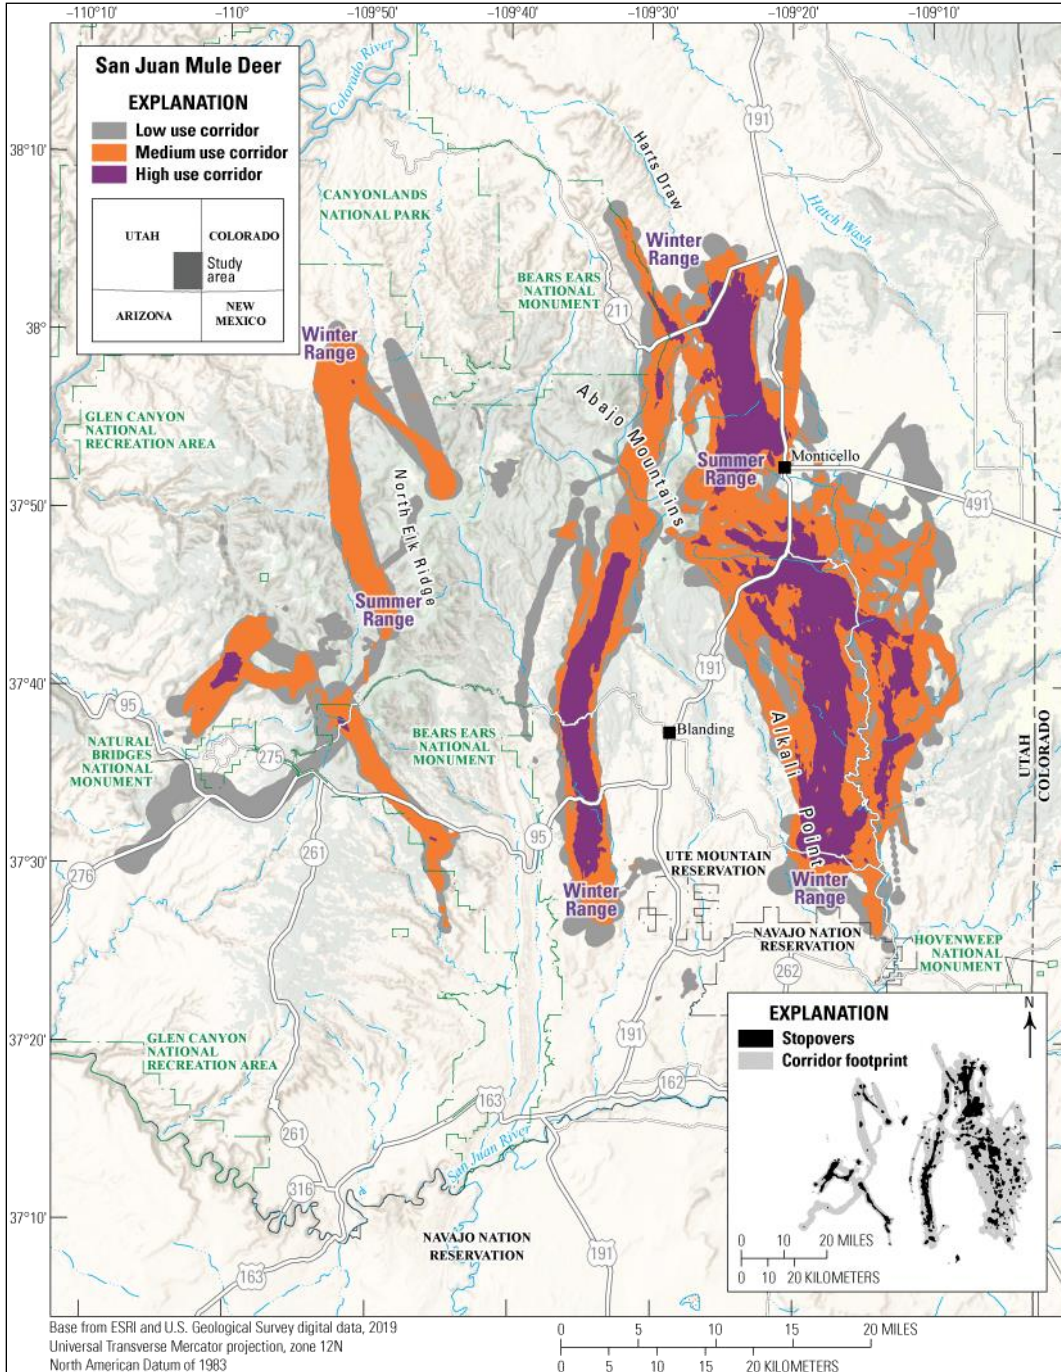 −110°10'
−110°
−109°50'
−109°40'
−109°30'
−109°20'
−109°10'
San Juan Mule Deer
EXPLANATION
Low use corridor
Medium use corridor
High use corridor
UTAH
COLORADO
Study
area
ARIZONA
NEW
MEXICO
38°10'
38°
37°50'
37°40'
37°30'
37°20'
37°10'
Colorado River
CANYONLANDS
NATIONAL PARK
Harts Draw
191
Hatch Wash
Winter
Range
BEARS EARS
NATIONAL
MONUMENT
211
Winter
Range
GLEN CANYON
NATIONAL
RECREATION AREA
Abajo Mountains
Summer
Range
Monticello
491
North Elk Ridge
Summer
Range
191
95
NATURAL
BRIDGES
NATIONAL
MONUMENT
275
BEARS EARS
NATIONAL
MONUMENT
Blanding
Alkali Point
UTAH
COLORADO
276
261
95
UTE MOUNTAIN
RESERVATION
Winter
Range
Winter
Range
NAVAJO NATION
RESERVATION
HOVENWEEP
NATIONAL
MONUMENT
262
GLEN CANYON
NATIONAL
RECREATION AREA
191
162
163
261
San Juan River
316
NAVAJO NATION
RESERVATION
191
163
EXPLANATION
N
Stopovers
Corridor footprint
0 10 20 MILES
0 10 20 KILOMETERS
Base from ESRI and U.S. Geological Survey digital data, 2019
Universal Transverse Mercator projection, zone 12N
North American Datum of 1983
0 5 10 15 20 MILES
0 5 10 15 20 KILOMETERS